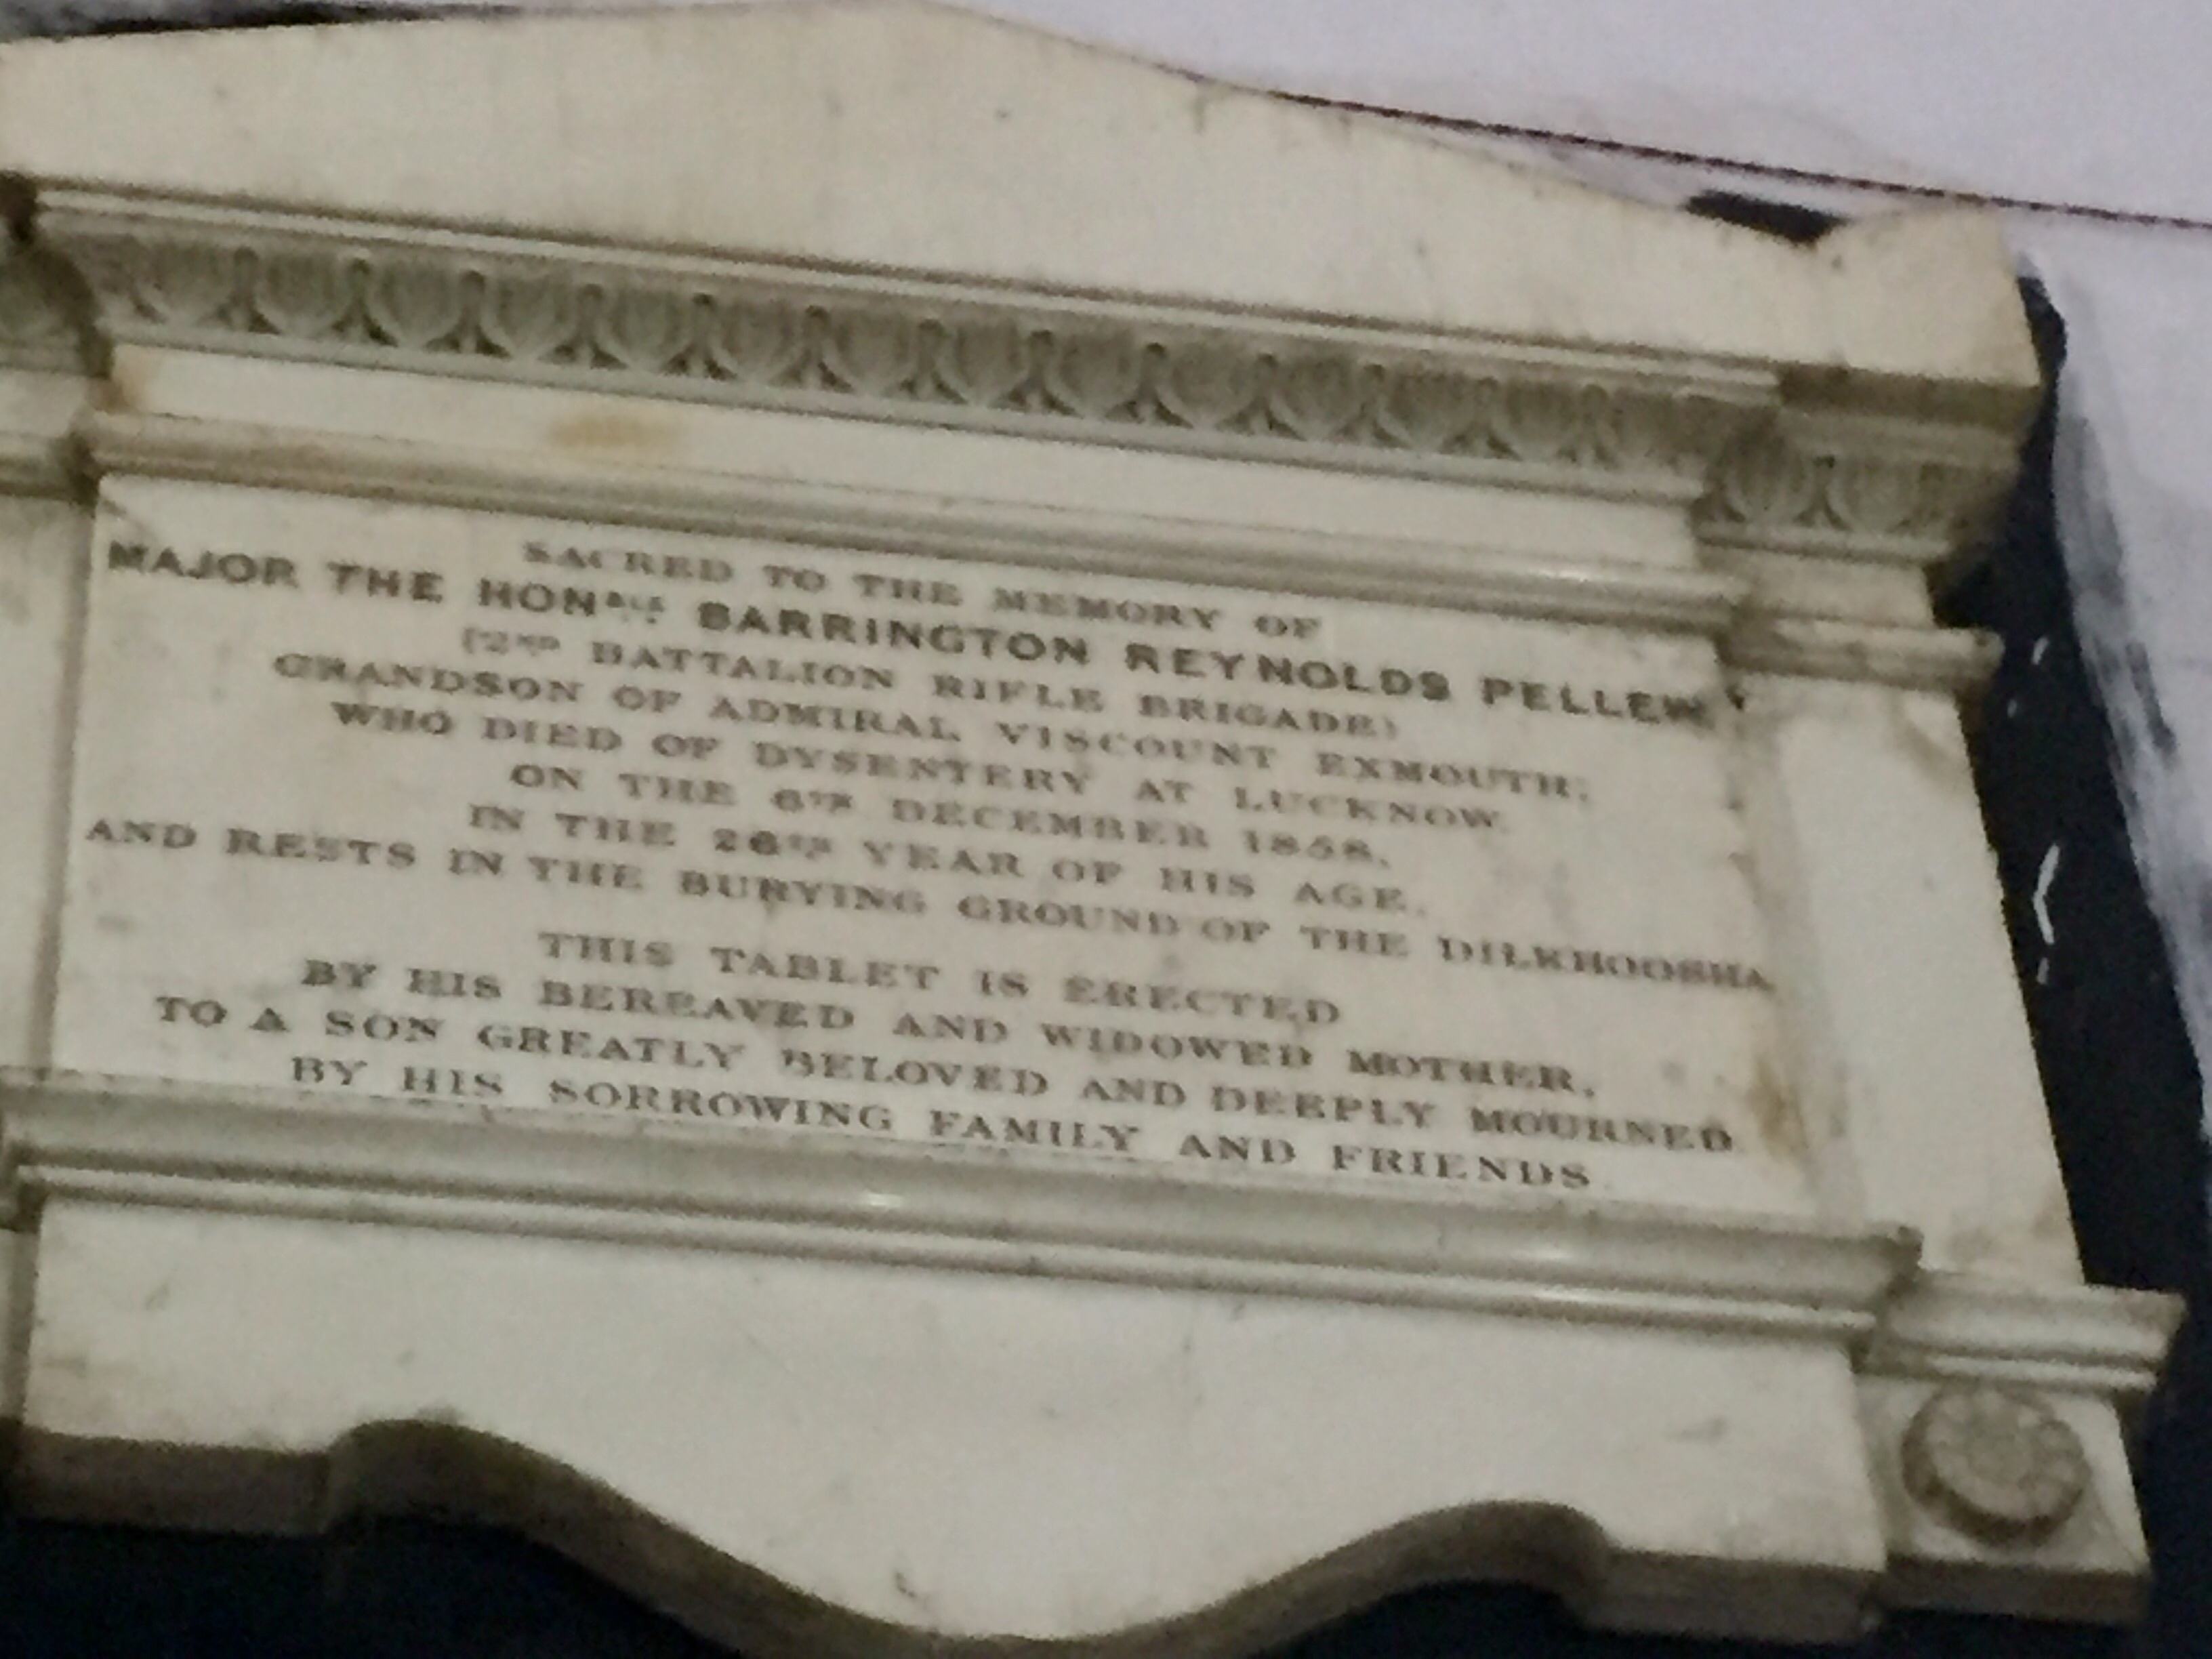 SACRED TO THE MEMORY OF
MAJOR THE HONBLE BARRINGTON REYNOLDS PELLEW
(2ND BATTALION RIFLE BRIGADE)
GRANDSON OF ADMIRAL VISCOUNT EXMOUTH;
WHO DIED OF DYSENTERY AT LUCKNOW.
ON THE 6TH DECEMBER 1858,
IN THE 26TH YEAR OF HIS AGE,
AND RESTS IN THE BURYING GROUND OF THE DILKHOOSHA
THIS TABLET IS ERECTED
BY HIS BEREAVED AND WIDOWED MOTHER,
TO A SON GREATLY BELOVED AND DEEPLY MOURNED
BY HIS SORROWING FAMILY AND FRIENDS.